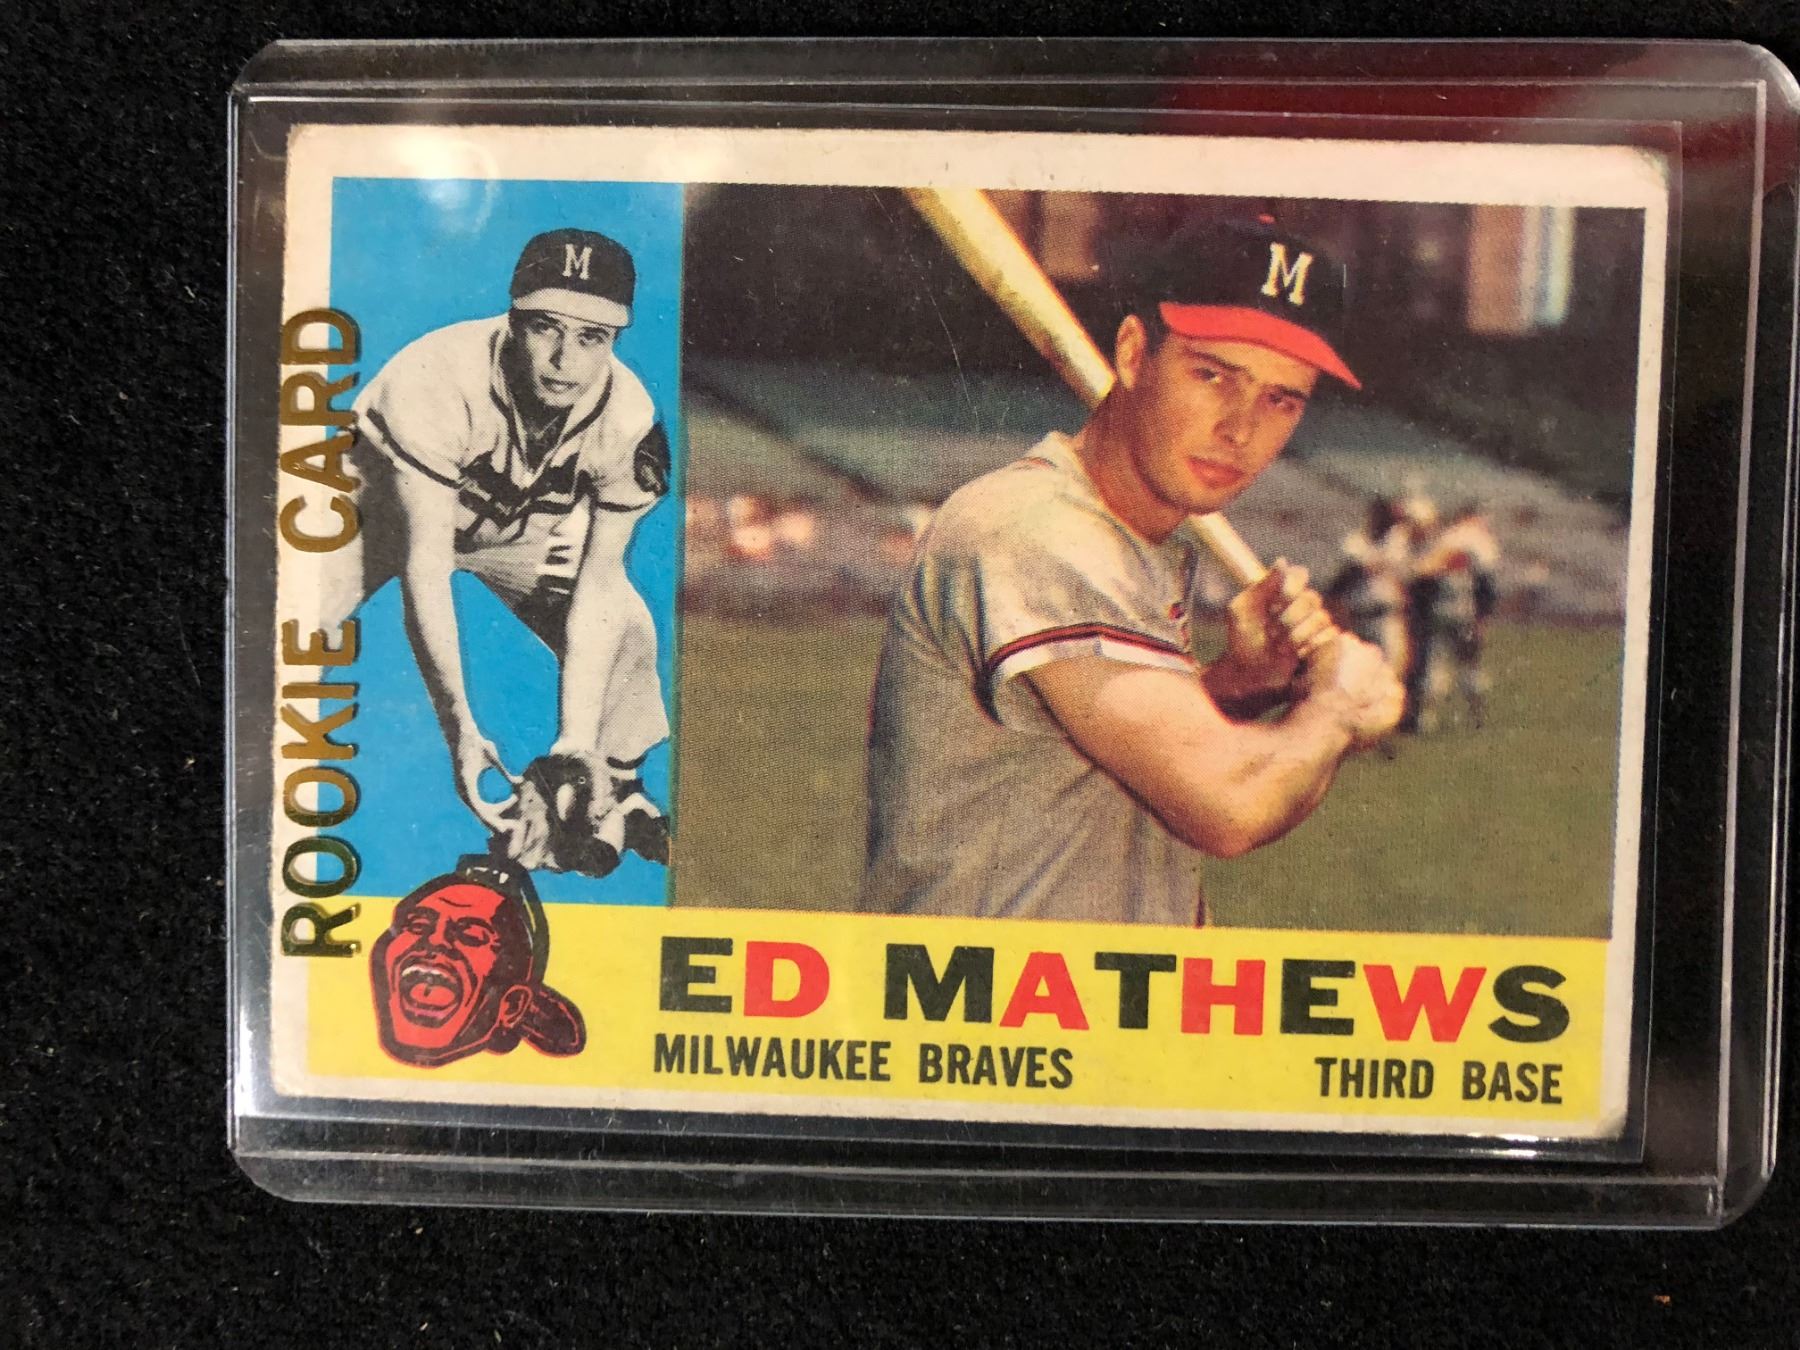 ROOKIE CARD
M
M
ED MATHEWS
MILWAUKEE BRAVES THIRD BASE